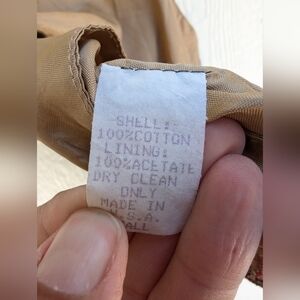 SHELL:-
100%COTTON
LINING:
100%ACETATE
DRY CLEAN
ONLY
MADE IN
U.S.A.